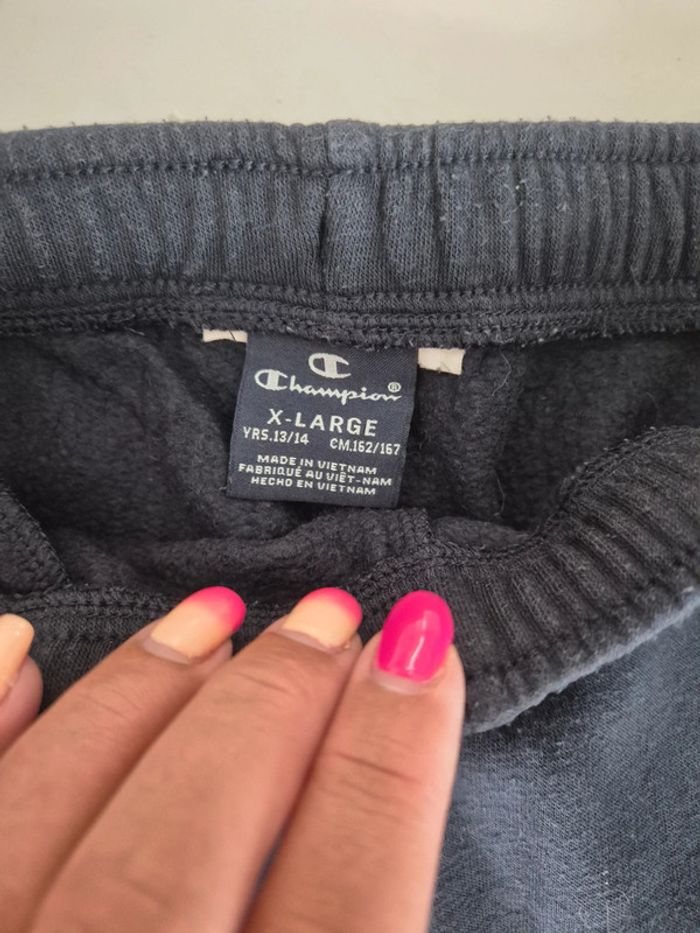 Champion®
X-LARGE
YRS.13/14 CM.162/167
MADE IN VIETNAM
FABRIQUÉ AU VIÊT-NAM
HECHO EN VIETNAM